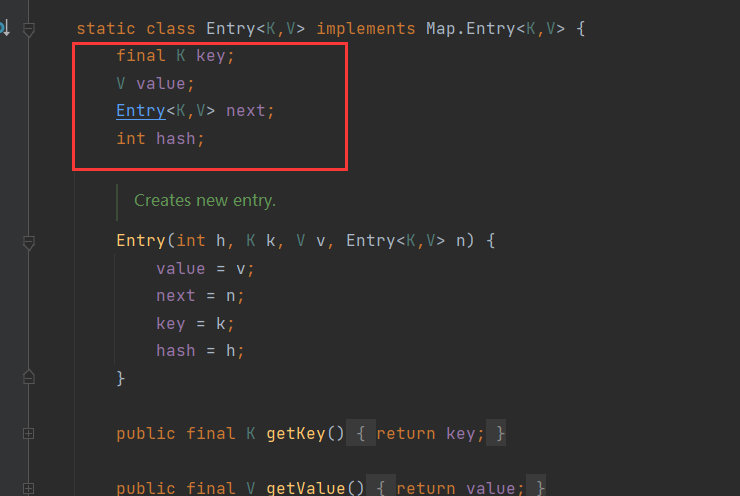 static class Entry<K,V> implements Map.Entry<K,V> {
final K key;
V value;
Entry<K,V> next;
int hash;
Creates new entry.
Entry(int h, K k, V v, Entry<K,V> n) {
value = v;
next = n;
key = k;
hash = h;
}
public final K getKey() { return key; }
public final V getValue() { return value; }